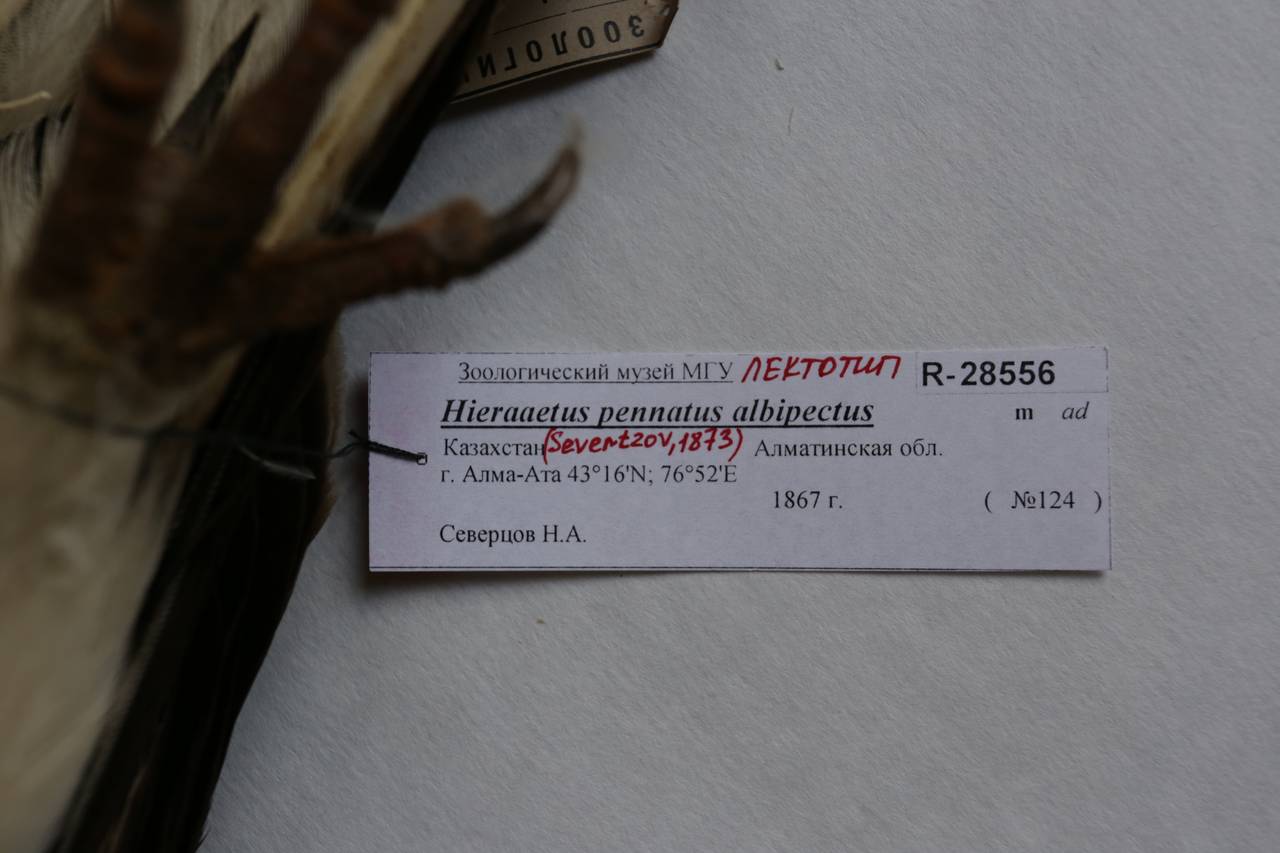 ЗООЛОГИ
Зоологический музей МГУ ЛЕКТОТИП R-28556
Hieraaetus pennatus albipectus m ad
Казахстан (Severtzov, 1873) Алматинская обл.
г. Алма-Ата 43°16'N; 76°52'E
1867 г. ( №124 )
Северцов Н.А.